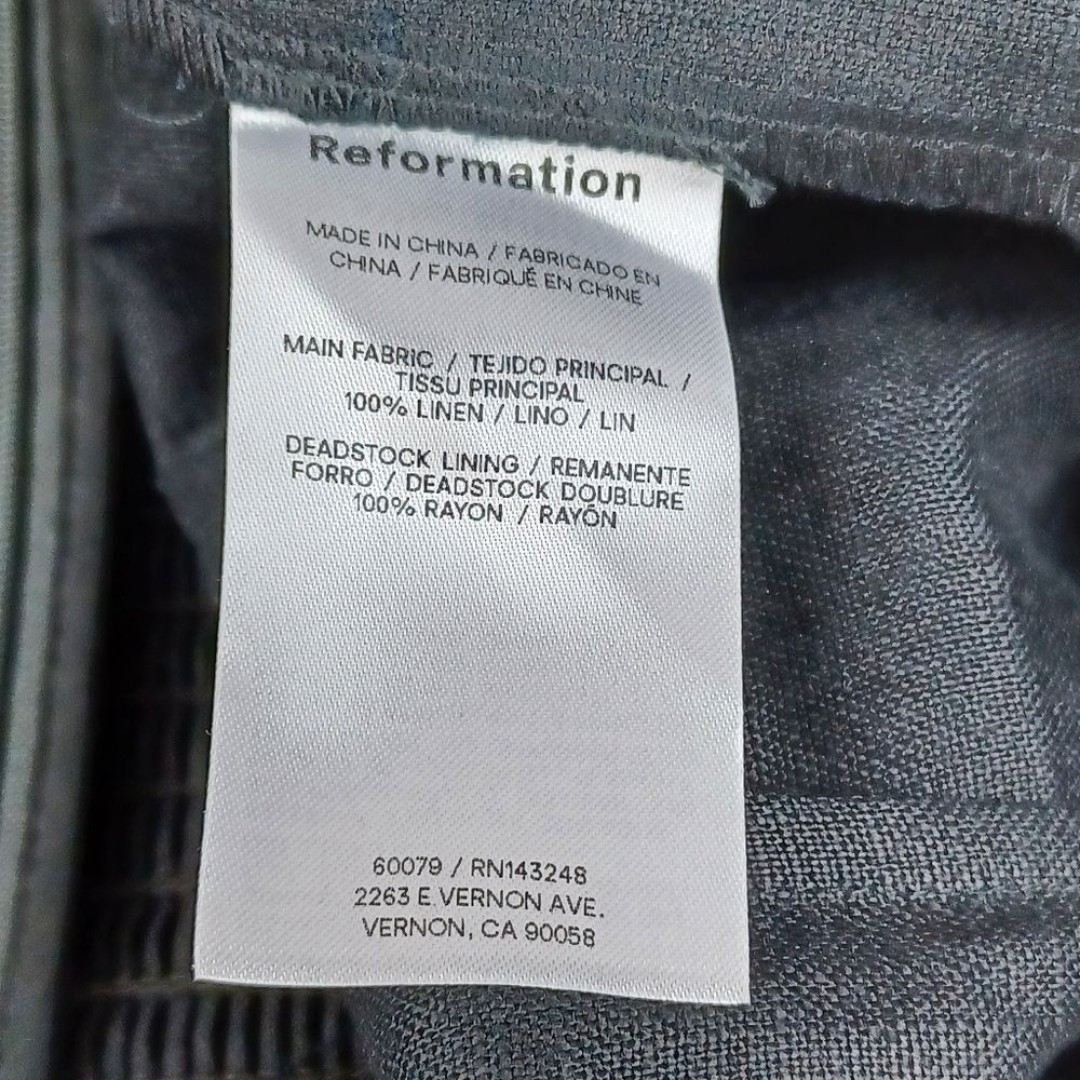 Reformation
MADE IN CHINA / FABRICADO EN
CHINA / FABRIQUÉ EN CHINE
MAIN FABRIC / TEJIDO PRINCIPAL /
TISSU PRINCIPAL
100% LINEN / LINO / LIN
DEADSTOCK LINING / REMANENTE
FORRO / DEADSTOCK DOUBLURE
100% RAYON / RAYÓN
60079 / RN143248
2263 E.VERNON AVE.
VERNON, CA 90058